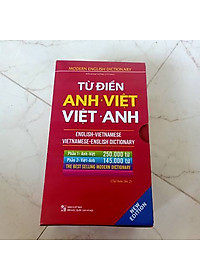 MODERN ENGLISH DICTIONARY
TỪ ĐIỂN
ANH·VIỆT
VIỆT·ANH
ENGLISH-VIETNAMESE
VIETNAMESE-ENGLISH DICTIONARY
Phần 1: Anh-Việt 250.000 từ
Phần 2: Việt-Anh 145.000 từ
THE BEST SELLING MODERN DICTIONARY
NEW
EDITION